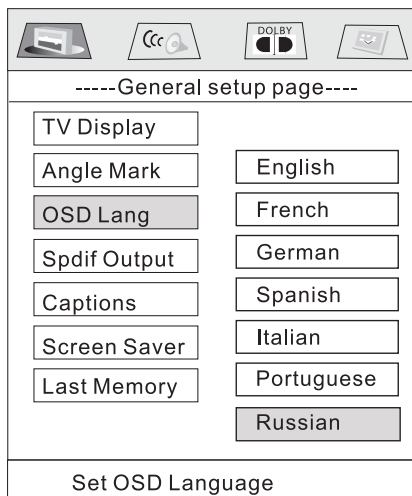 DOLBY
-----General setup page----
TV Display
Angle Mark
OSD Lang
Spdif Output
Captions
Screen Saver
Last Memory
English
French
German
Spanish
Italian
Portuguese
Russian
Set OSD Language